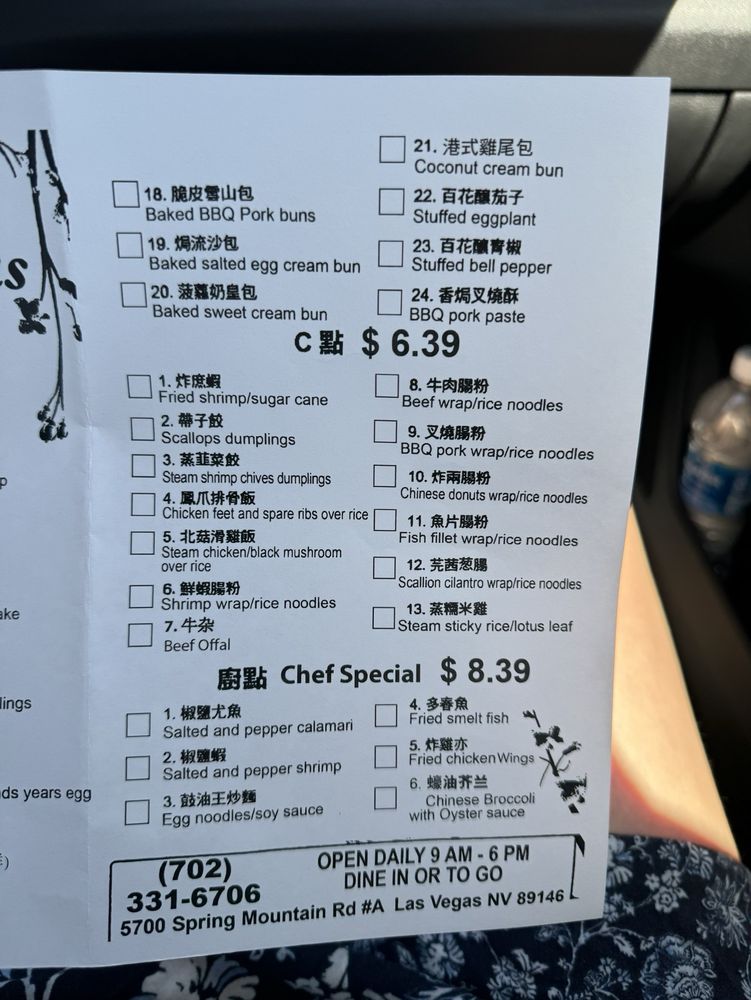 21. 港式雞尾包
Coconut cream bun
18. 脆皮雪山包
Baked BBQ Pork buns
22. 百花釀茄子
Stuffed eggplant
19. 焗流沙包
Baked salted egg cream bun
23. 百花釀青椒
Stuffed bell pepper
20. 菠蘿奶皇包
Baked sweet cream bun
24. 香焗叉燒酥
BBQ pork paste
C 點 $ 6.39
1. 炸庶蝦
Fried shrimp/sugar cane
2. 帶子餃
Scallops dumplings
3. 蒸韮菜餃
Steam shrimp chives dumplings
4. 鳳爪排骨飯
Chicken feet and spare ribs over rice
5. 北菇滑雞飯
Steam chicken/black mushroom
over rice
6. 鮮蝦腸粉
Shrimp wrap/rice noodles
7. 牛杂
Beef Offal
8. 牛肉腸粉
Beef wrap/rice noodles
9. 叉燒腸粉
BBQ pork wrap/rice noodles
10. 炸兩腸粉
Chinese donuts wrap/rice noodles
11. 魚片腸粉
Fish fillet wrap/rice noodles
12. 芫茜葱腸
Scallion cilantro wrap/rice noodles
13. 蒸糯米雞
Steam sticky rice/lotus leaf
廚點 Chef Special $ 8.39
1. 椒鹽尤魚
Salted and pepper calamari
2. 椒鹽蝦
Salted and pepper shrimp
3. 鼓油王炒麵
Egg noodles/soy sauce
4. 多春魚
Fried smelt fish
5. 炸雞亦
Fried chicken Wings
6. 蠔油芥兰
Chinese Broccoli
with Oyster sauce
years egg
(702)
331-6706
OPEN DAILY 9 AM - 6 PM
DINE IN OR TO GO
5700 Spring Mountain Rd #A Las Vegas NV 89146